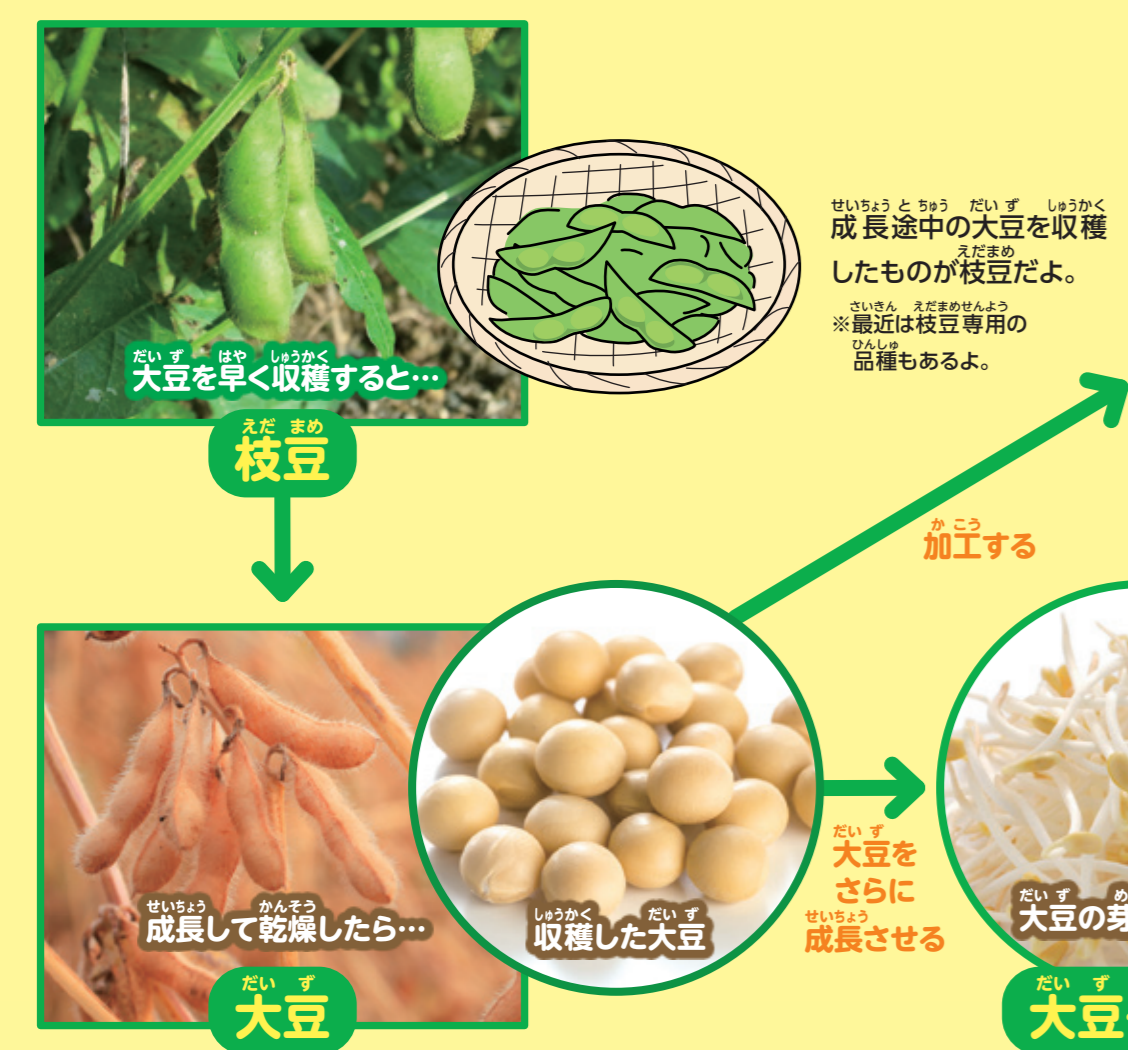 大豆を早く収穫すると…
枝豆
成長途中の大豆を収穫
したものが枝豆だよ。
※最近は枝豆専用の
品種もあるよ。
加工する
成長して乾燥したら…
大豆
収穫した大豆
大豆を
さらに
成長させる
大豆の芽
大豆